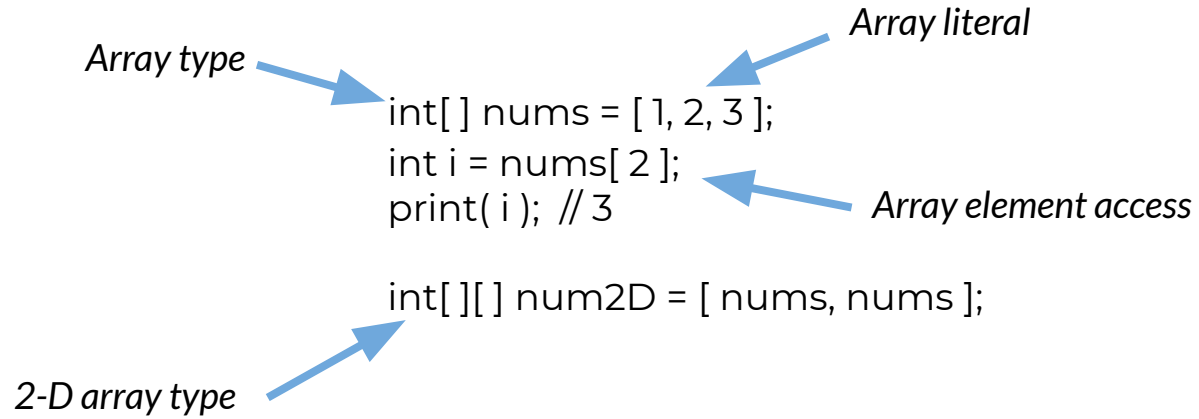 Array literal
Array type
int[ ] nums = [ 1, 2, 3 ];
int i = nums[ 2 ];
print( i ); // 3
Array element access
int[ ][ ] num2D = [ nums, nums ];
2-D array type